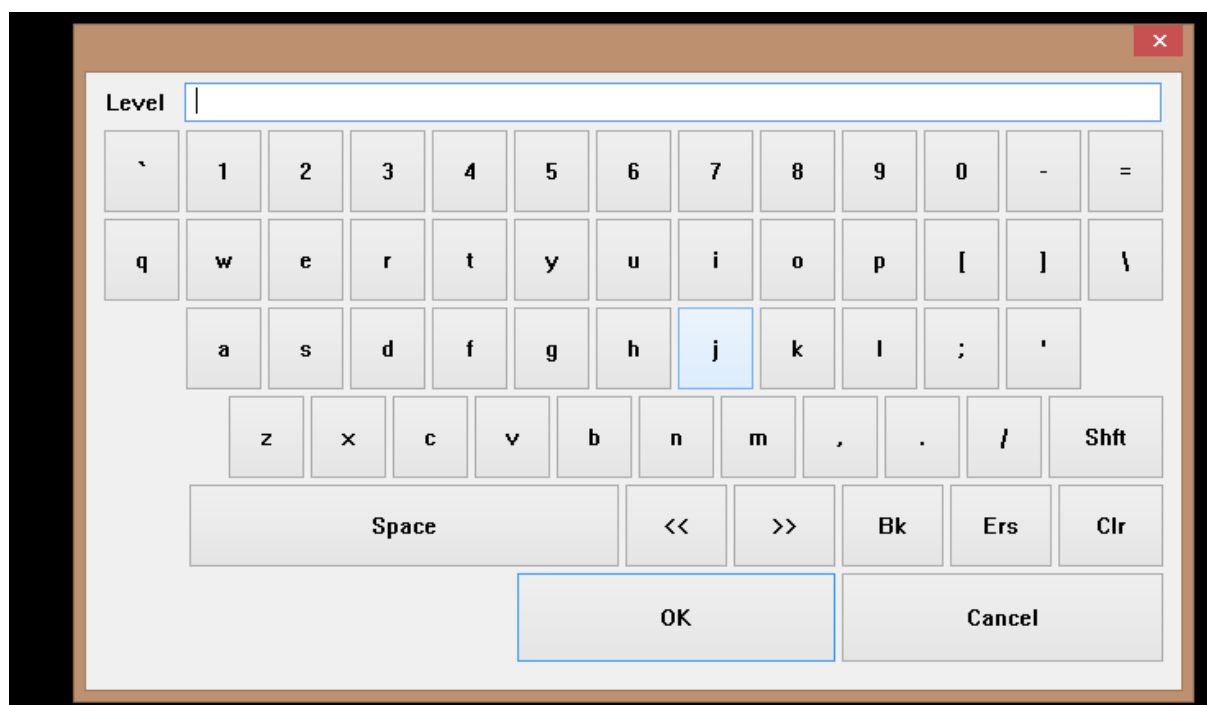 Level
` 1 2 3 4 5 6 7 8 9 0 - =
q w e r t y u i o p [ ] \
a s d f g h j k l ; '
z x c v b n m , . / Shft
Space << >> Bk Ers Clr
OK Cancel